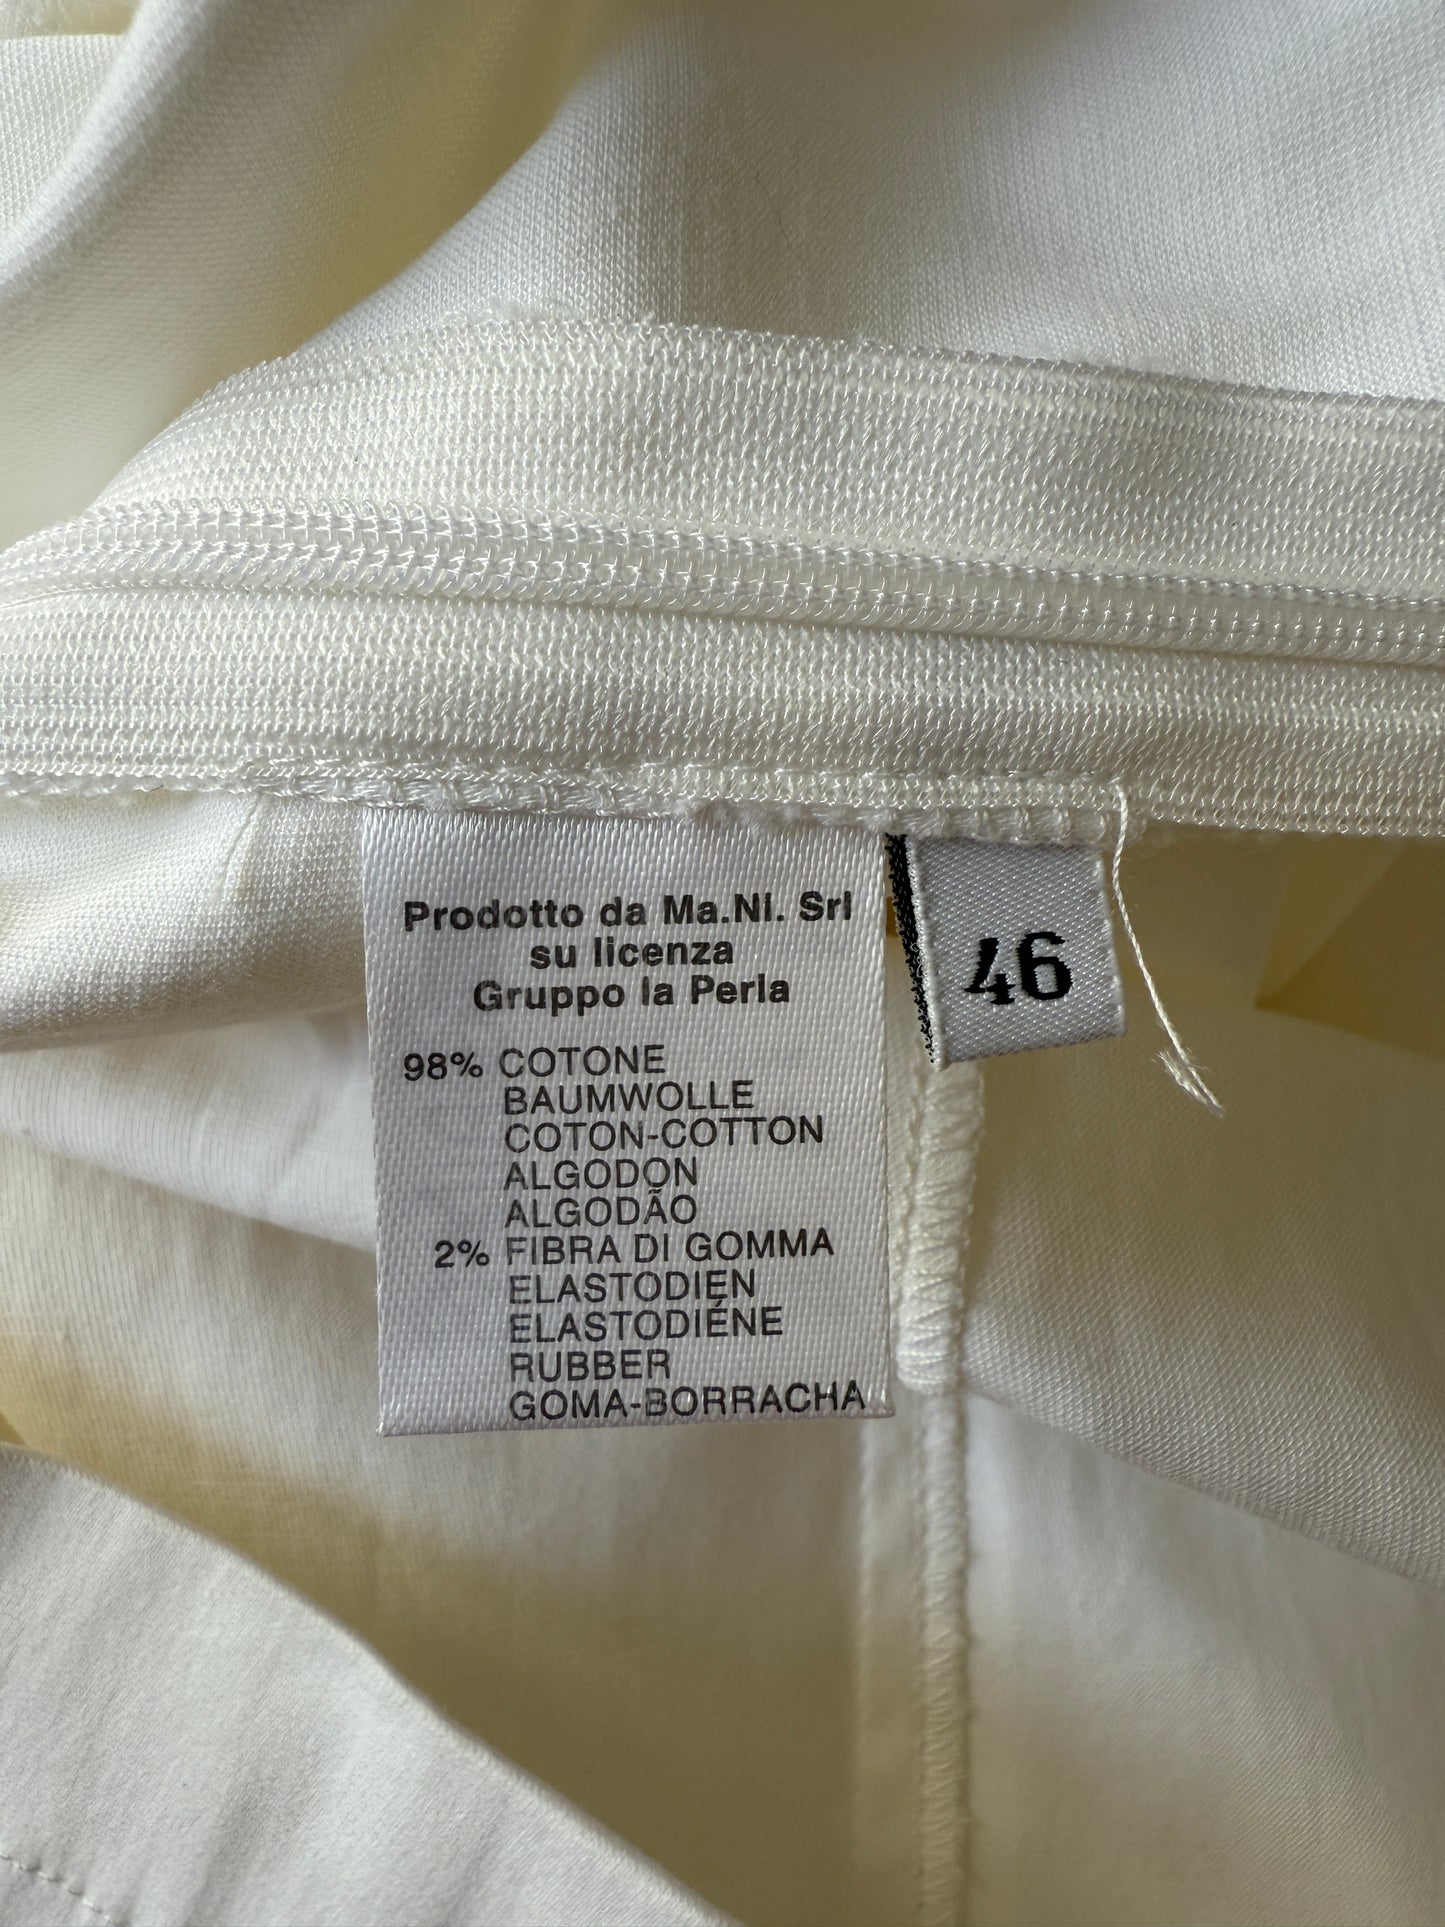 Prodotto da Ma.Ni. Srl
su licenza
Gruppo la Perla
98% COTONE
BAUMWOLLE
COTON-COTTON
ALGODON
ALGODÃO
2% FIBRA DI GOMMA
ELASTODIEN
ELASTODIÉNE
RUBBER
GOMA-BORRACHA
46